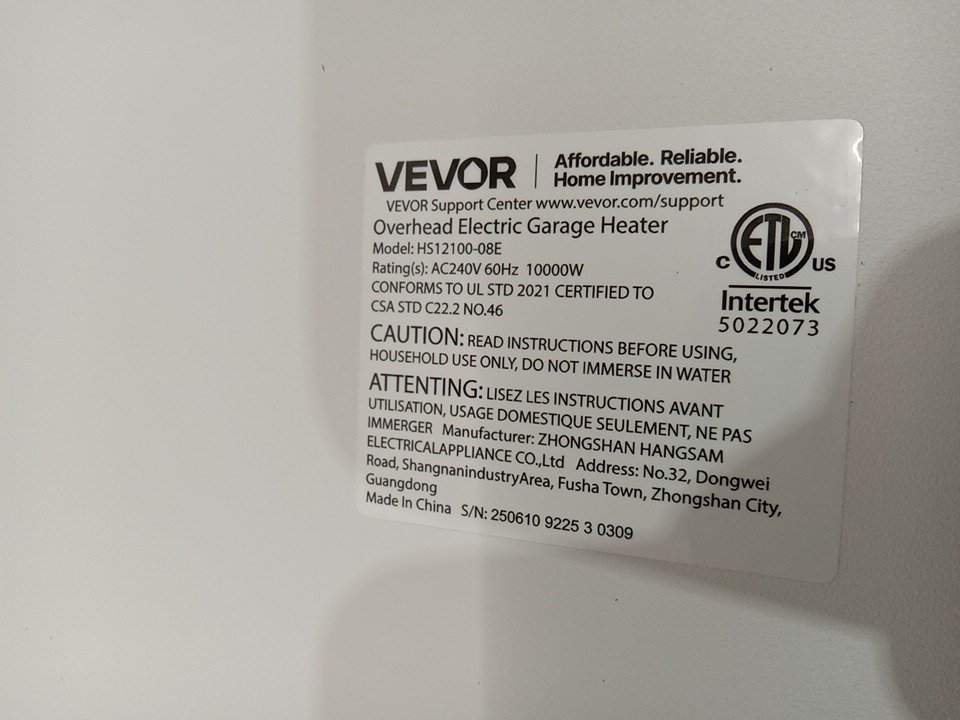 VEVOR
Affordable. Reliable.
Home Improvement.
VEVOR Support Center www.vevor.com/support
Overhead Electric Garage Heater
Model: HS12100-08E
Rating(s): AC240V 60Hz 10000W
CONFORMS TO UL STD 2021 CERTIFIED TO
CSA STD C22.2 NO.46
ETL CM
LISTED
C US
Intertek
5022073
CAUTION: READ INSTRUCTIONS BEFORE USING,
HOUSEHOLD USE ONLY, DO NOT IMMERSE IN WATER
ATTENTING: LISEZ LES INSTRUCTIONS AVANT
UTILISATION, USAGE DOMESTIQUE SEULEMENT, NE PAS
IMMERGER Manufacturer: ZHONGSHAN HANGSAM
ELECTRICALAPPLIANCE CO.,Ltd Address: No.32, Dongwei
Road, ShangnanindustryArea, Fusha Town, Zhongshan City,
Guangdong
Made In China S/N: 250610 9225 3 0309